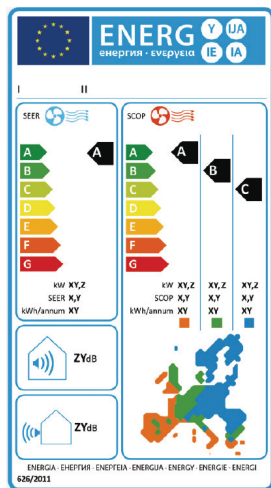 ENERG Y IJA
енергия · ενεργεια IE IA
I II
SEER
SCOP
A A
B
C
D
E
F
G
A A
B B
C C
D
E
F
G
kW XY,Z
SEER X,Y
kWh/annum XY
kW XY,Z XY,Z XY,Z
SCOP X,Y X,Y X,Y
kWh/annum XY XY XY
ZYdB
ZYdB
ENERGIA · ЕНЕРГИЯ · ΕΝΕΡΓΕΙΑ · ENERGIJA · ENERGY · ENERGIE · ENERGI
626/2011